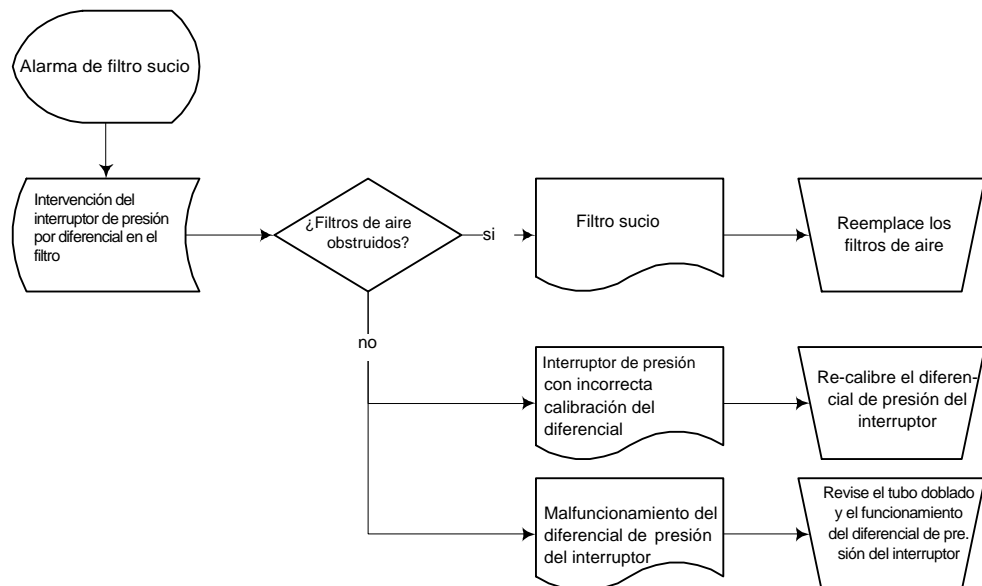 Alarma de filtro sucio
Intervención del
interruptor de presión
por diferencial en el
filtro
¿Filtros de aire
obstruidos?
si
Filtro sucio
Reemplace los
filtros de aire
no
Interruptor de presión
con incorrecta
calibración del
diferencial
Re-calibre el diferen-
cial de presión del
interruptor
Malfuncionamiento del
diferencial de presión
del interruptor
Revise el tubo doblado
y el funcionamiento
del diferencial de pre.
sión del interruptor